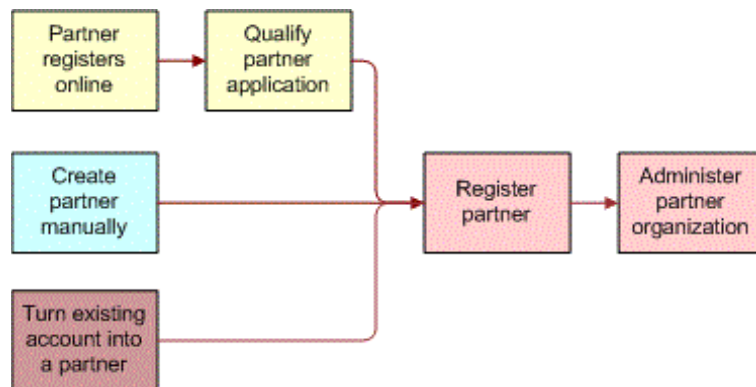 Partner
registers
online
Qualify
partner
application
Create
partner
manually
Register
partner
Administer
partner
organization
Turn existing
account into
a partner